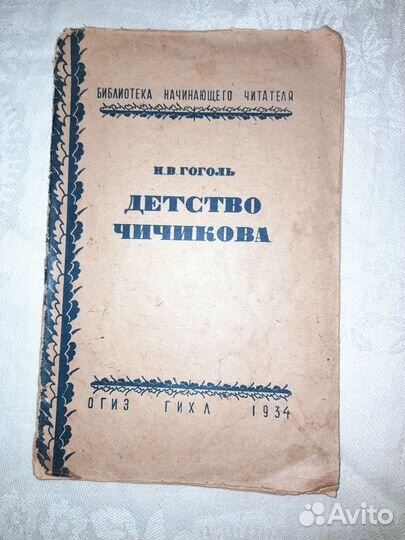 БИБЛИОТЕКА НАЧИНАЮЩЕГО ЧИТАТЕЛЯ
Н.В.ГОГОЛЬ
ДЕТСТВО
ЧИЧИКОВА
ОГИЗ ГИХЛ 1934
Avito